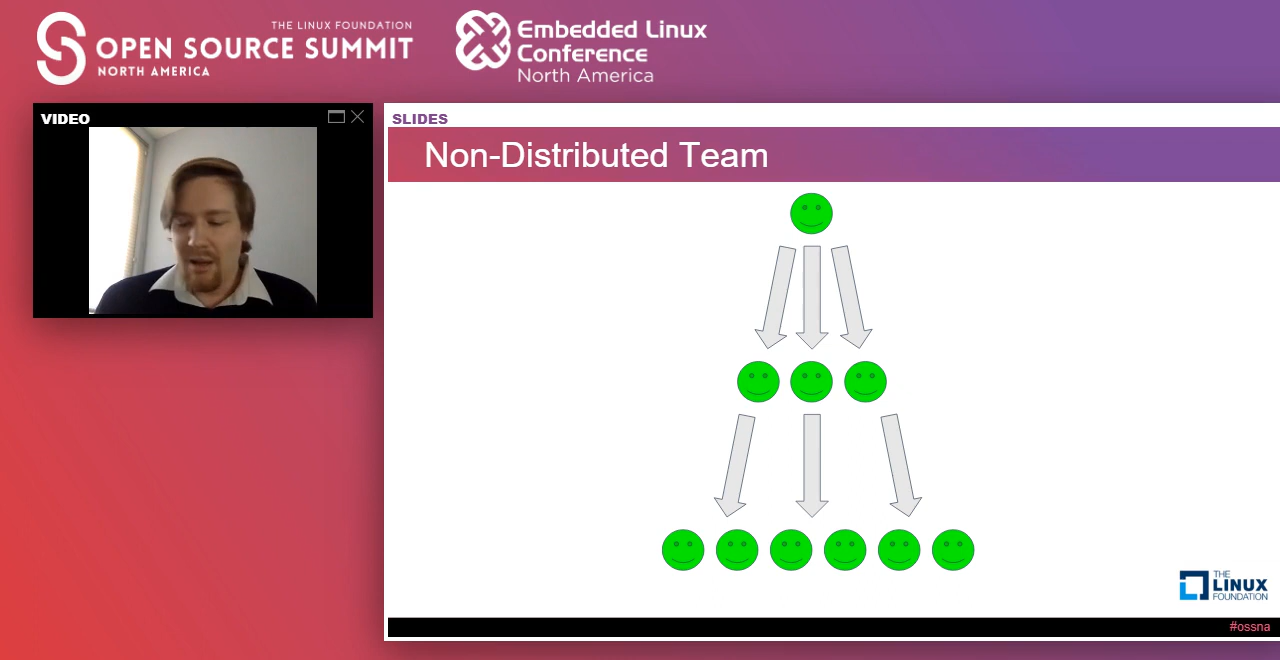 THE LINUX FOUNDATION
OPEN SOURCE SUMMIT
NORTH AMERICA
Embedded Linux
Conference
North America
VIDEO
SLIDES
Non-Distributed Team
THE
LINUX
FOUNDATION
#ossna